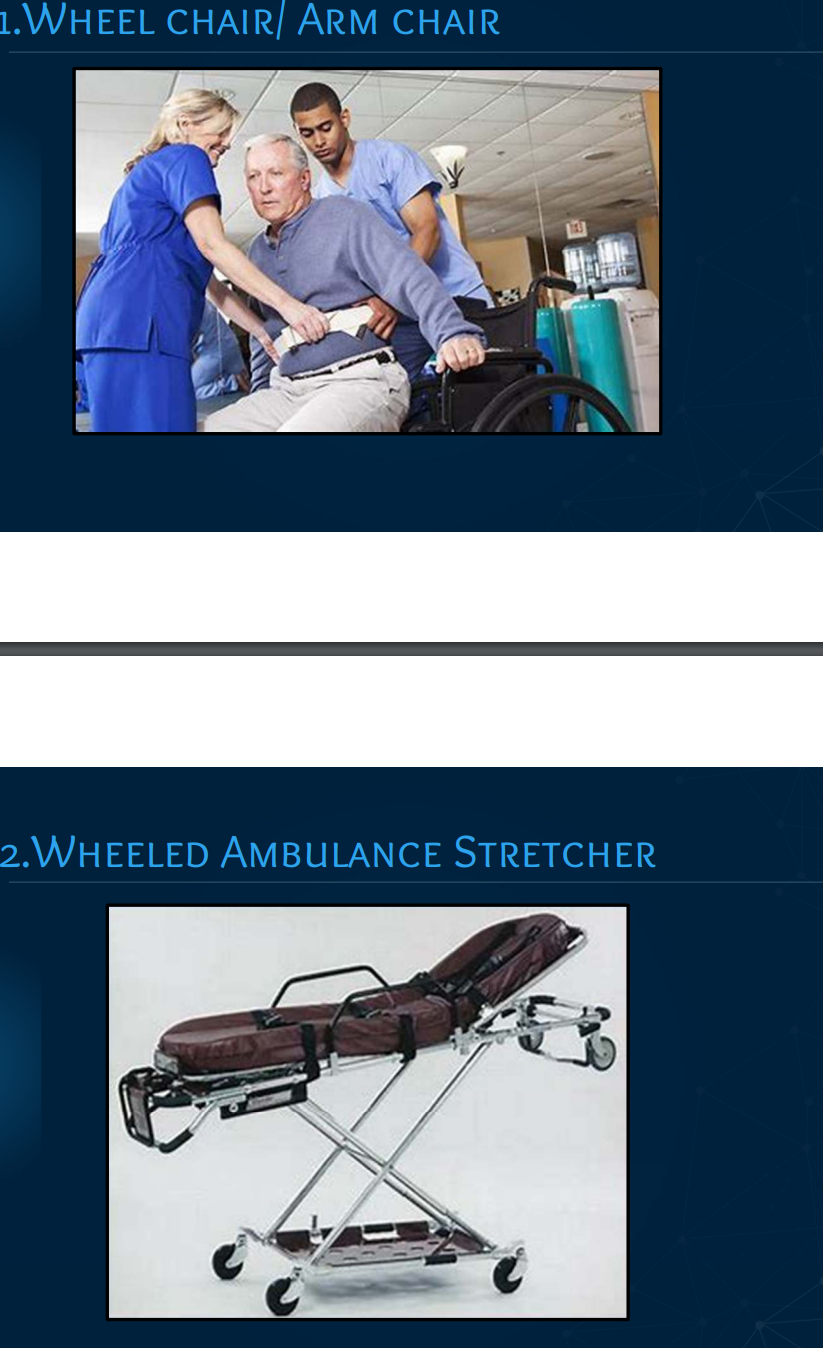 1.Wheel chair/ Arm chair
2.Wheeled Ambulance Stretcher